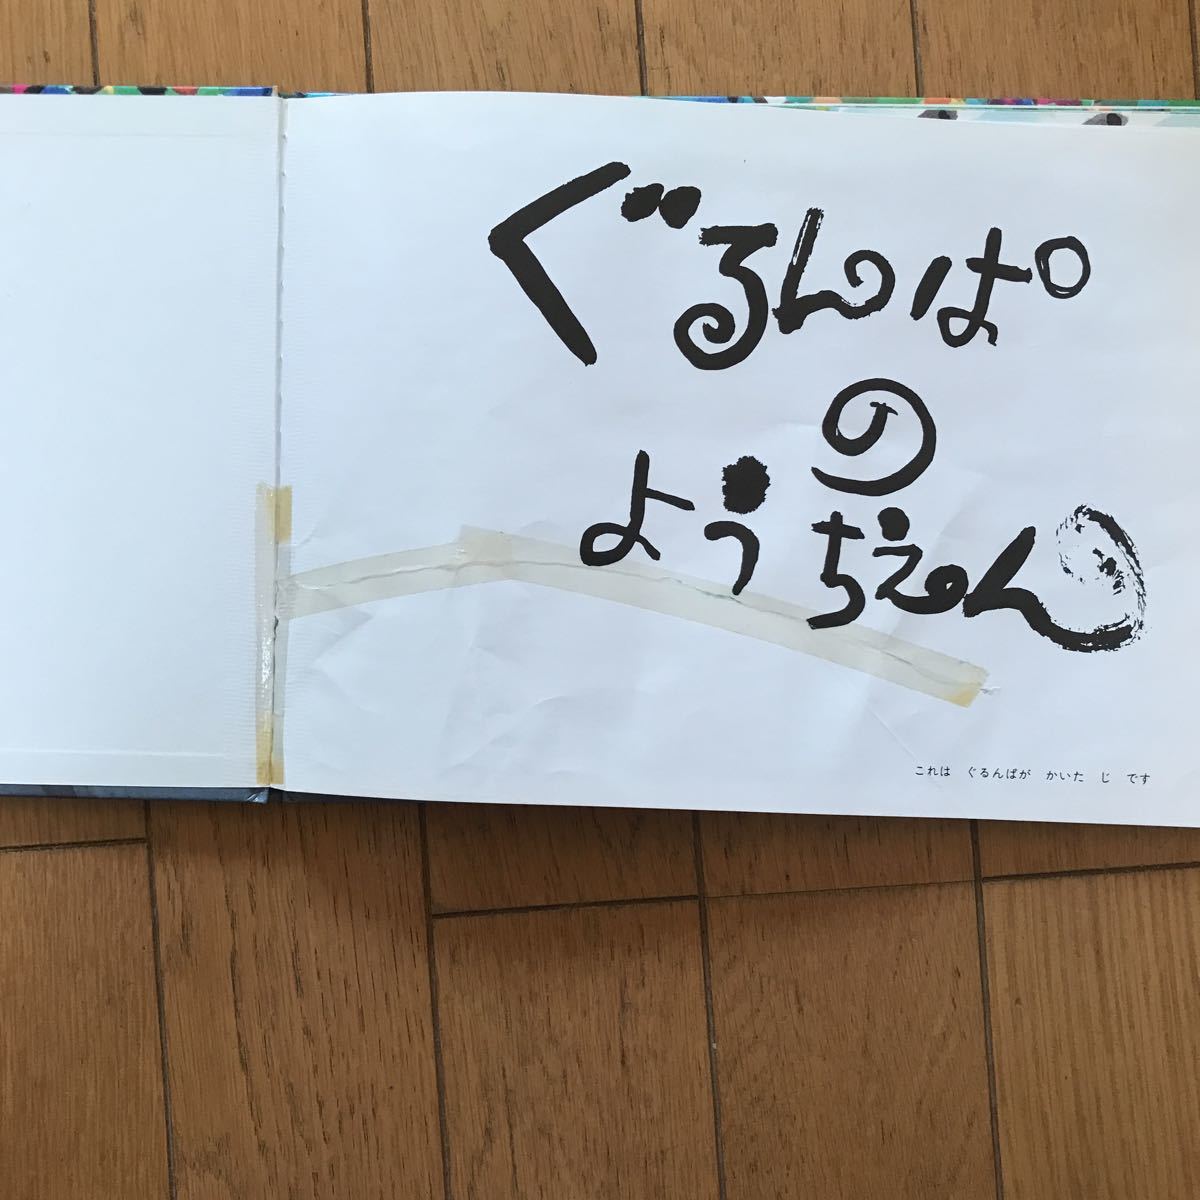 ぐるんぱ
の
ようちえん
これは　ぐるんぱが　かいた　じ　です